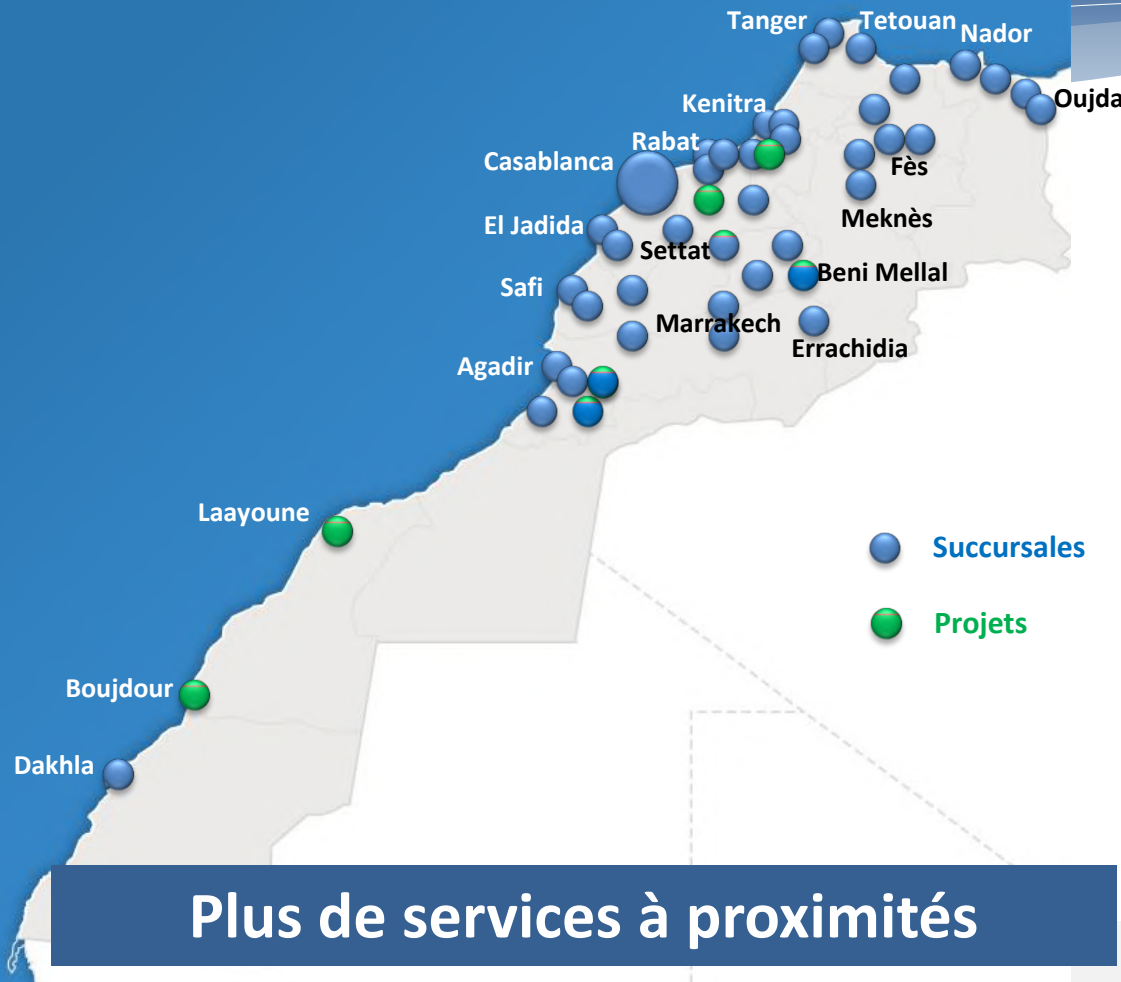 Tanger
Tetouan
Nador
Kenitra
Oujda
Rabat
Casablanca
Fès
Meknès
El Jadida
Settat
Beni Mellal
Safi
Marrakech
Errachidia
Agadir
Laayoune
Succursales
Projets
Boujdour
Dakhla
Plus de services à proximités